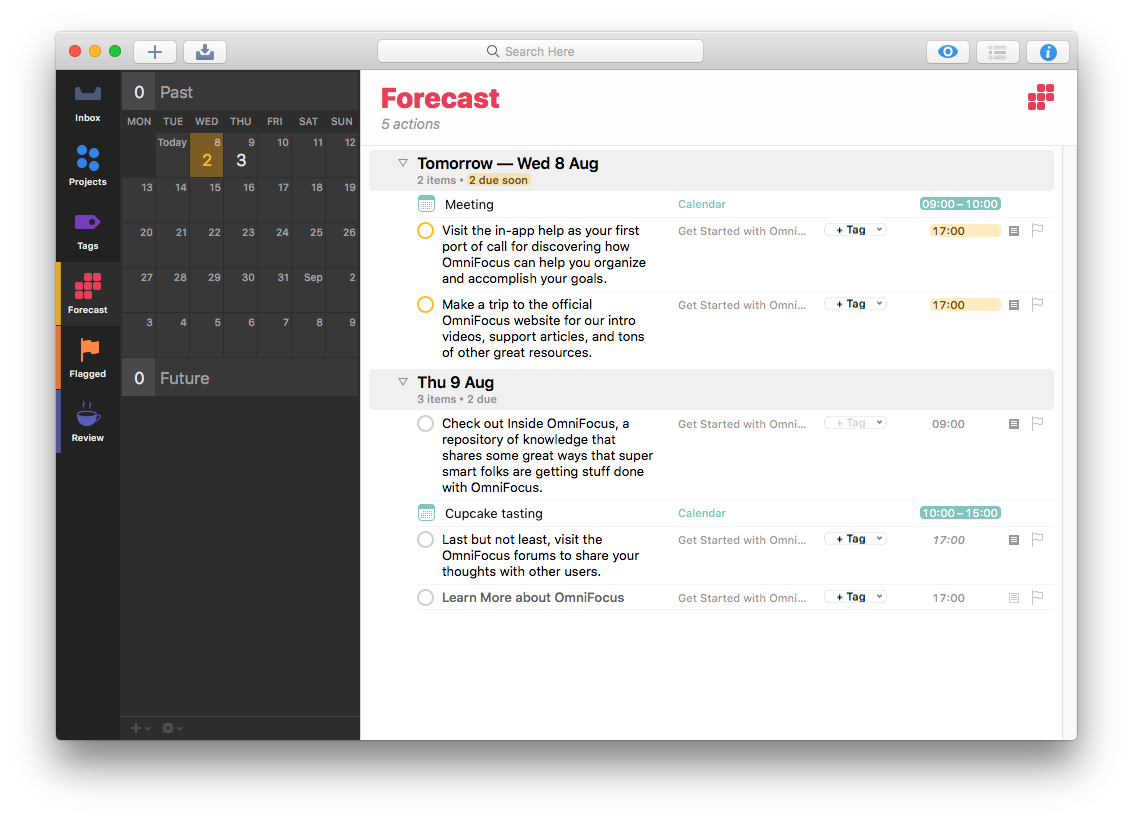 Search Here
Inbox
Projects
Tags
Forecast
Flagged
Review
0 Past
MON TUE WED THU FRI SAT SUN
Today 8 9 10 11 12
2 3
13 14 15 16 17 18 19
20 21 22 23 24 25 26
27 28 29 30 31 Sep 2
3 4 5 6 7 8 9
0 Future
Forecast
5 actions
Tomorrow — Wed 8 Aug
2 items • 2 due soon
Meeting Calendar 09:00 – 10:00
Visit the in-app help as your first Get Started with Omni... + Tag 17:00
port of call for discovering how
OmniFocus can help you organize
and accomplish your goals.
Make a trip to the official Get Started with Omni... + Tag 17:00
OmniFocus website for our intro
videos, support articles, and tons
of other great resources.
Thu 9 Aug
3 items • 2 due
Check out Inside OmniFocus, a Get Started with Omni... + Tag 09:00
repository of knowledge that
shares some great ways that super
smart folks are getting stuff done
with OmniFocus.
Cupcake tasting Calendar 10:00 – 15:00
Last but not least, visit the Get Started with Omni... + Tag 17:00
OmniFocus forums to share your
thoughts with other users.
Learn More about OmniFocus Get Started with Omni... + Tag 17:00